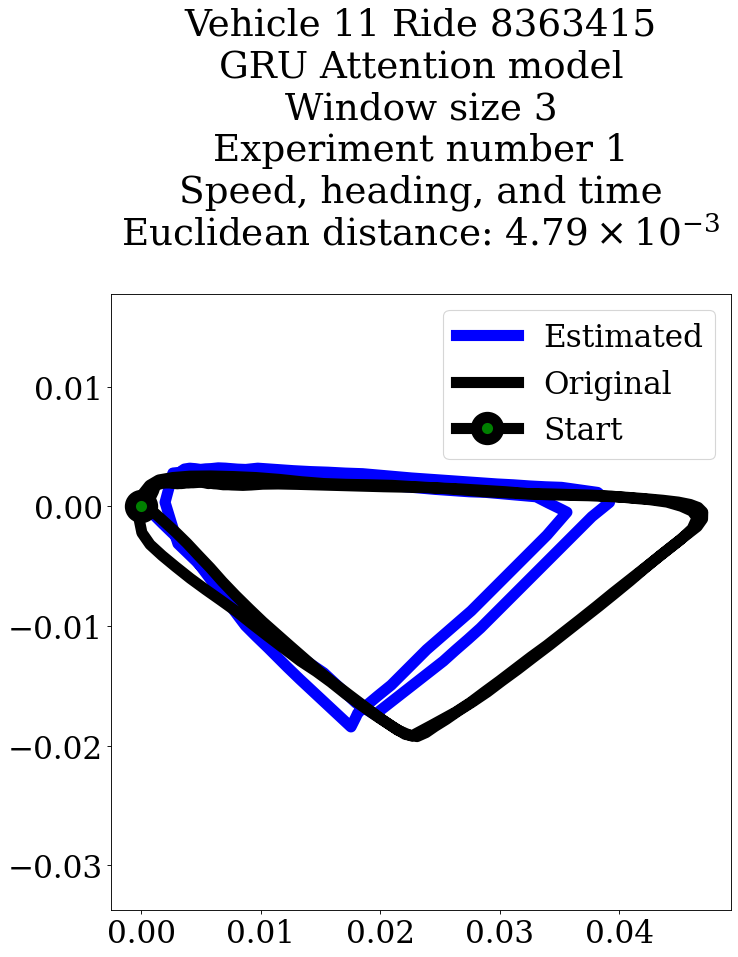 Vehicle 11 Ride 8363415
GRU Attention model
Window size 3
Experiment number 1
Speed, heading, and time
Euclidean distance: 4.79 × 10⁻³
Estimated
Original
Start
0.01
0.00
−0.01
−0.02
−0.03
0.00 0.01 0.02 0.03 0.04